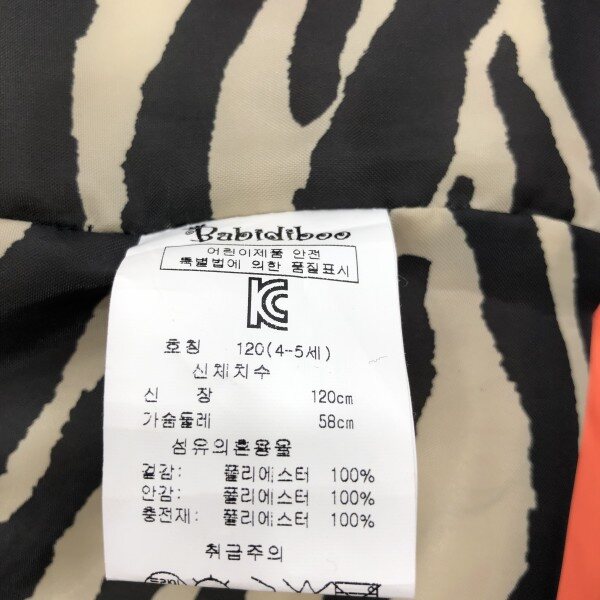 Babidiboo
어린이제품 안전
특별법에 의한 품질표시
KC
호칭 120(4-5세)
신체치수
신 장 120cm
가슴둘레 58cm
섬유의혼용율
겉감: 폴리에스터 100%
안감: 폴리에스터 100%
충전재: 폴리에스터 100%
취급주의